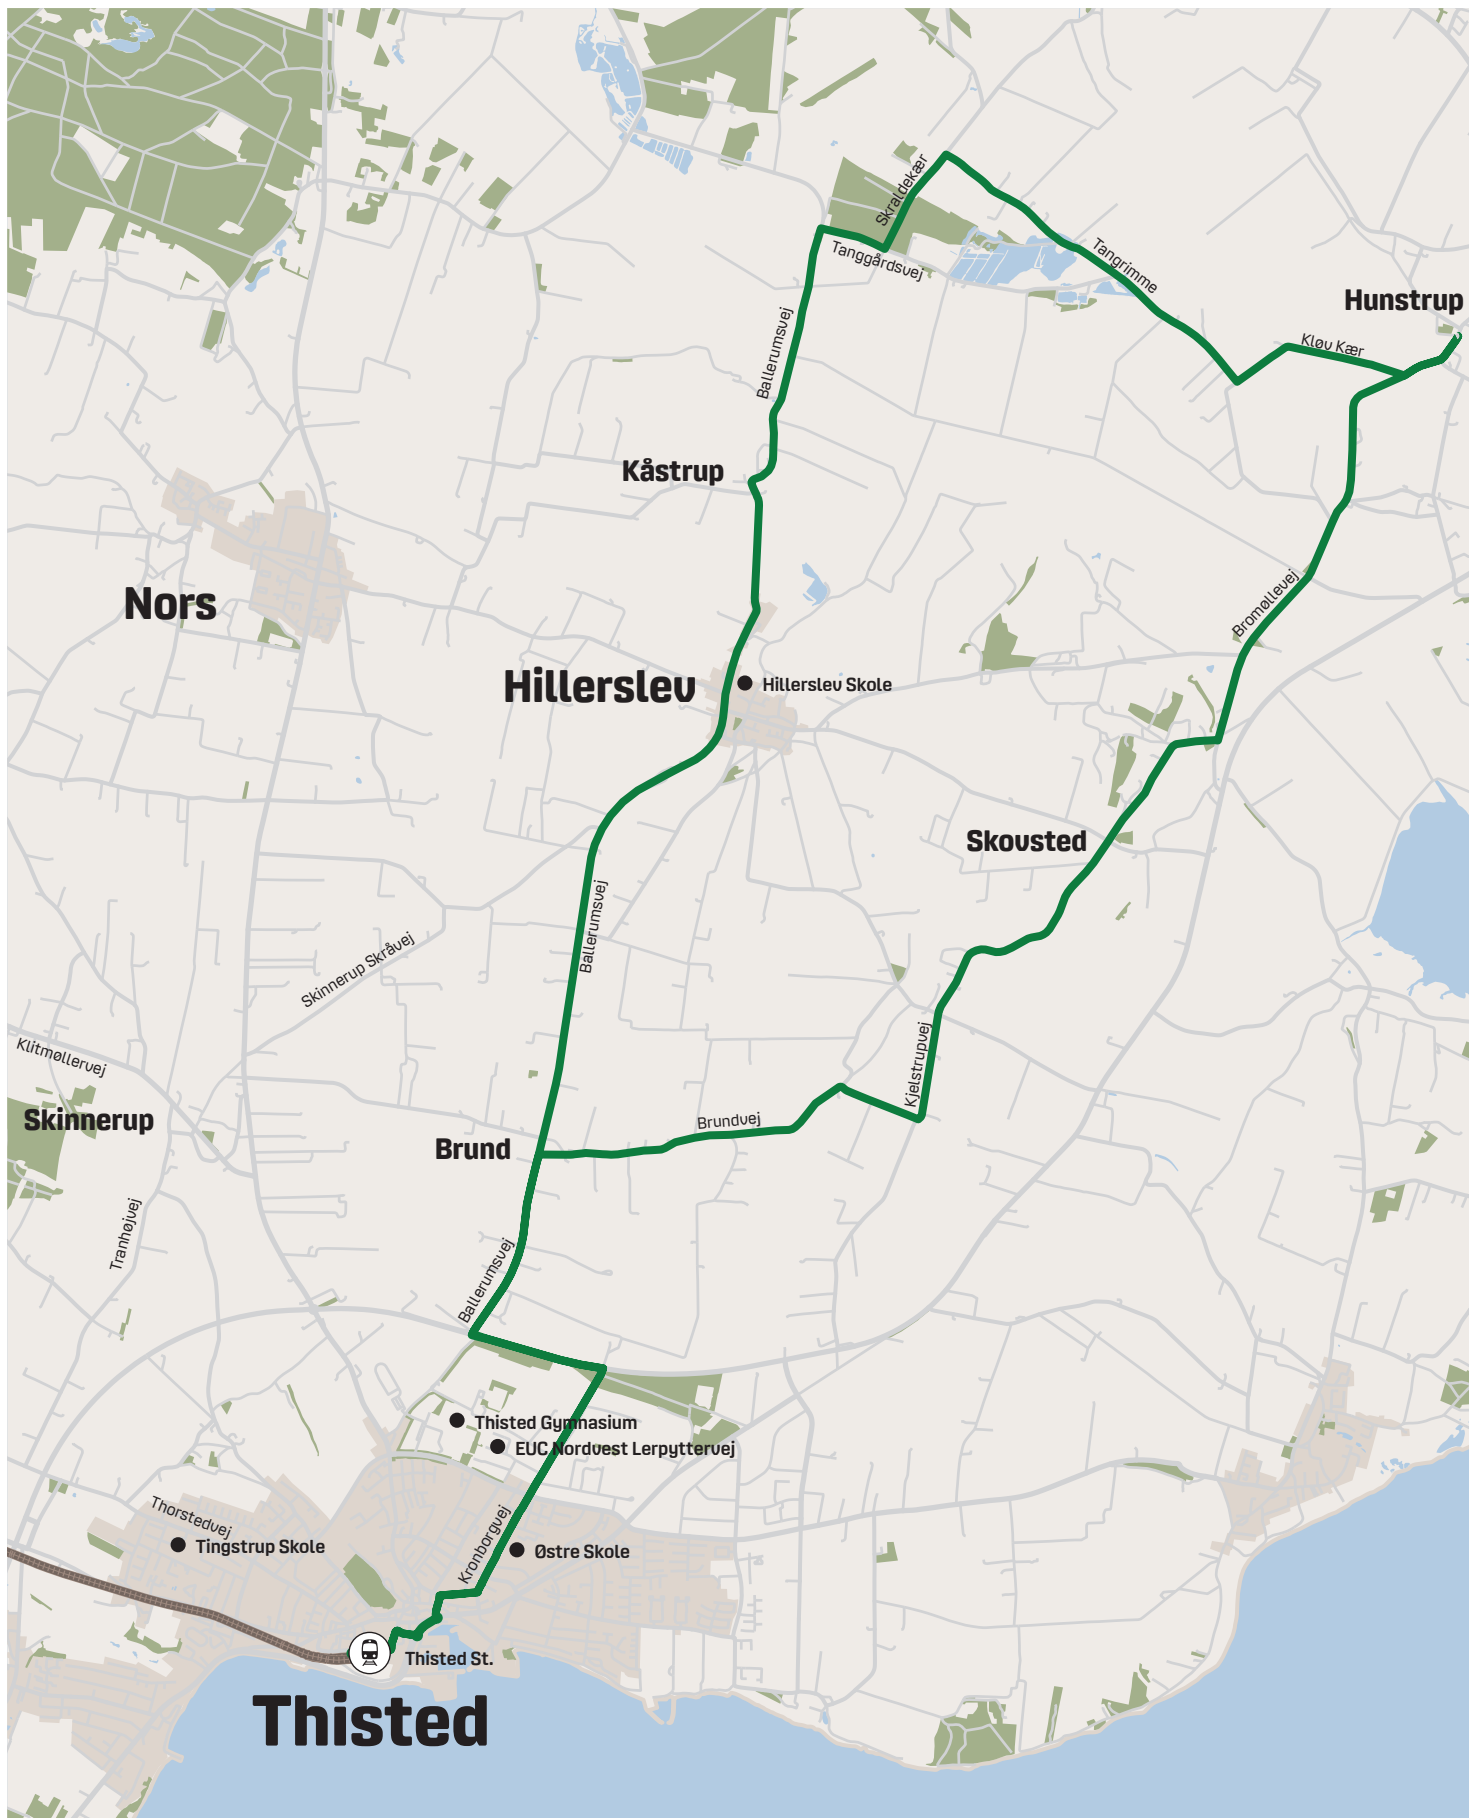 Skraldekær
Tanggårdsvej
Tangrimme
Hunstrup
Kløv Kær
Ballerumsvej
Kåstrup
Nors
Bromøllevej
Hillerslev
Hillerslev Skole
Skovsted
Ballerumsvej
Skinnerup Skråvej
Klitmøllervej
Kjelstrupvej
Skinnerup
Brundvej
Brund
Tranhøjvej
Ballerumsvej
Thisted Gymnasium
EUC Nordvest Lerpyttervej
Thorstedvej
Tingstrup Skole
Kronborgvej
Østre Skole
Thisted St.
Thisted